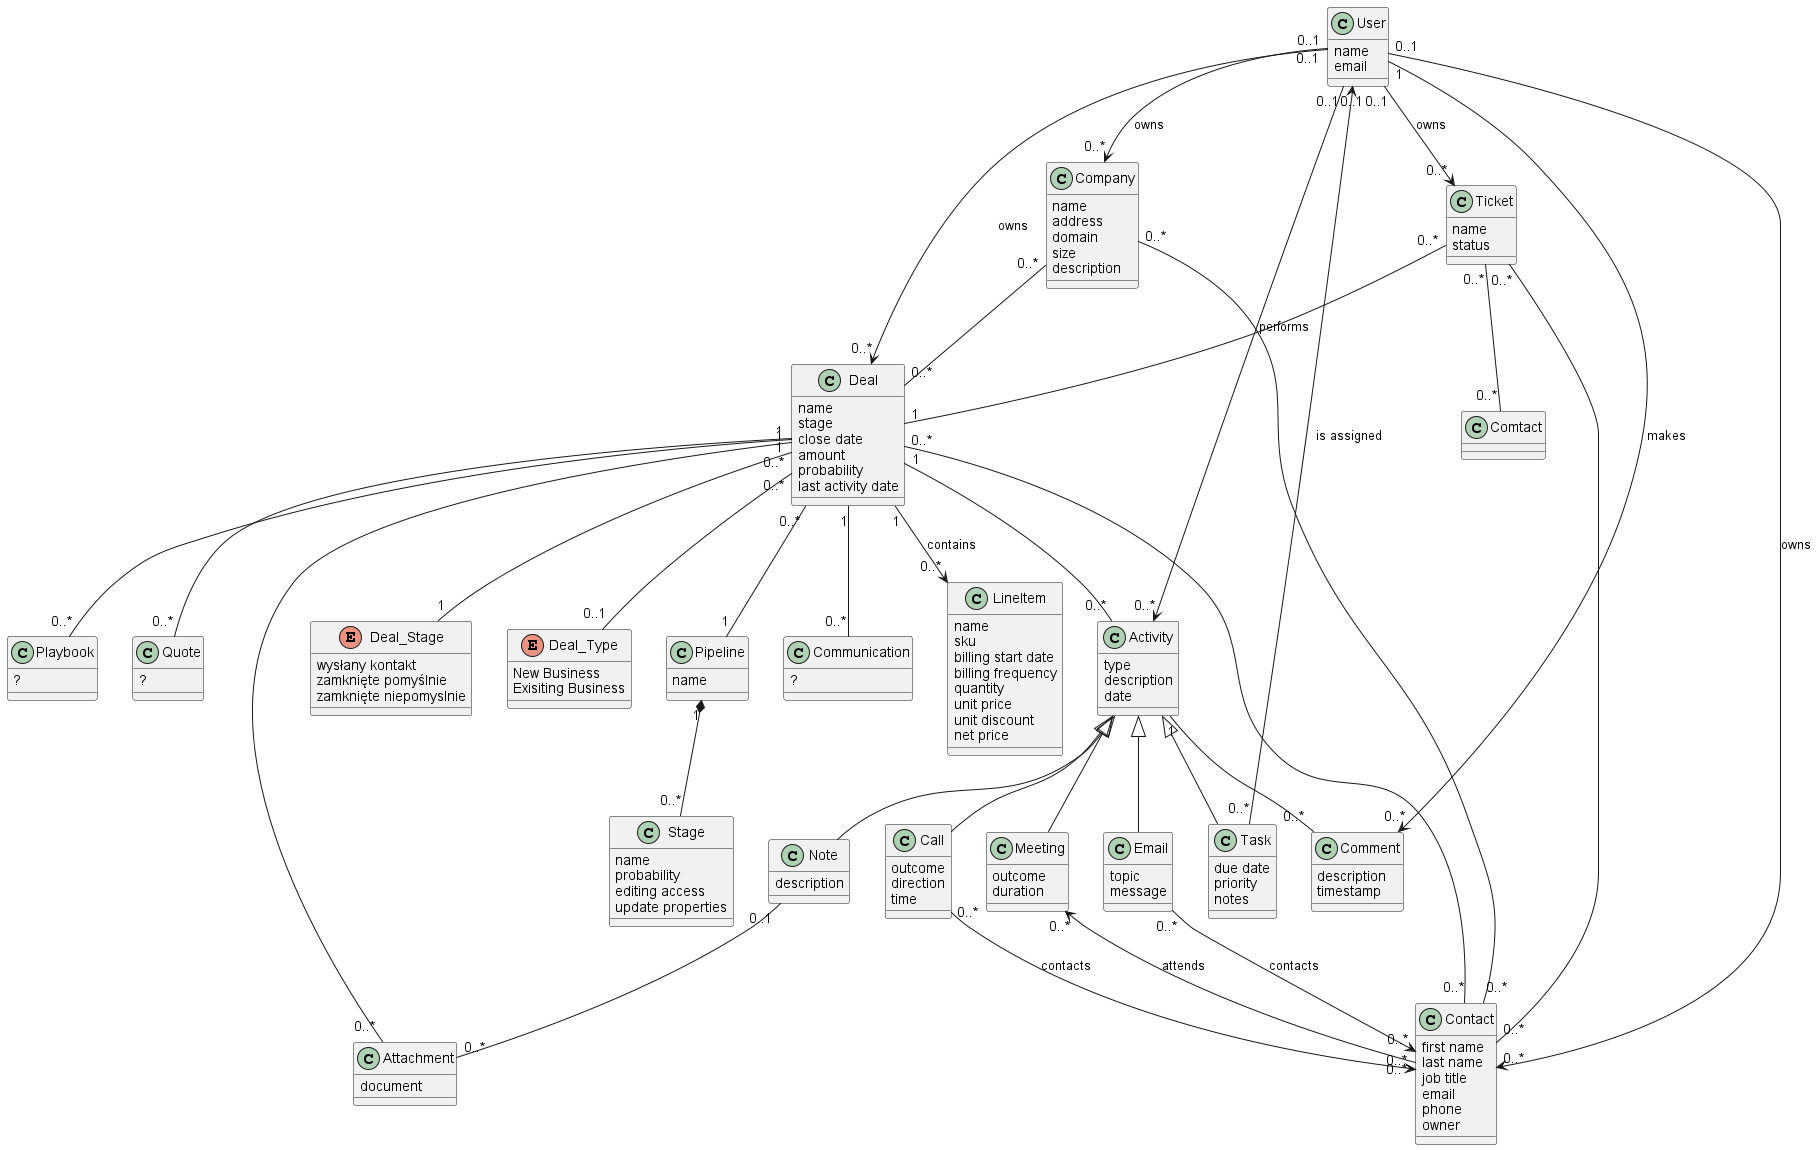 C User
name
email
0..1
0..1
0..1
1
0..1
0..1
0..1
owns
owns
0..*
0..*
C Company
name
address
domain
size
description
C Ticket
name
status
owns
0..*
0..*
0..*
0..*
0..*
performs
0..*
0..*
C Deal
name
stage
close date
amount
probability
last activity date
1
0..*
1
0..*
C Comtact
is assigned
makes
1
1
0..*
0..*
0..*
1
1
contains
0..*
owns
0..*
0..*
1
0..1
1
0..*
0..*
0..*
C Playbook
?
C Quote
?
E Deal_Stage
wysłany kontakt
zamknięte pomyślnie
zamknięte niepomyslnie
E Deal_Type
New Business
Exisiting Business
C Pipeline
name
C Communication
?
C LineItem
name
sku
billing start date
billing frequency
quantity
unit price
unit discount
net price
C Activity
type
description
date
1
1
0..*
0..*
0..*
0..*
C Stage
name
probability
editing access
update properties
C Note
description
C Call
outcome
direction
time
C Meeting
outcome
duration
C Email
topic
message
C Task
due date
priority
notes
C Comment
description
timestamp
0..1
0..*
0..*
0..*
contacts
attends
contacts
0..*
0..*
0..*
0..*
C Attachment
document
C Contact
first name
last name
job title
email
phone
owner
0..*
0..*
0..*
0..*
0..*